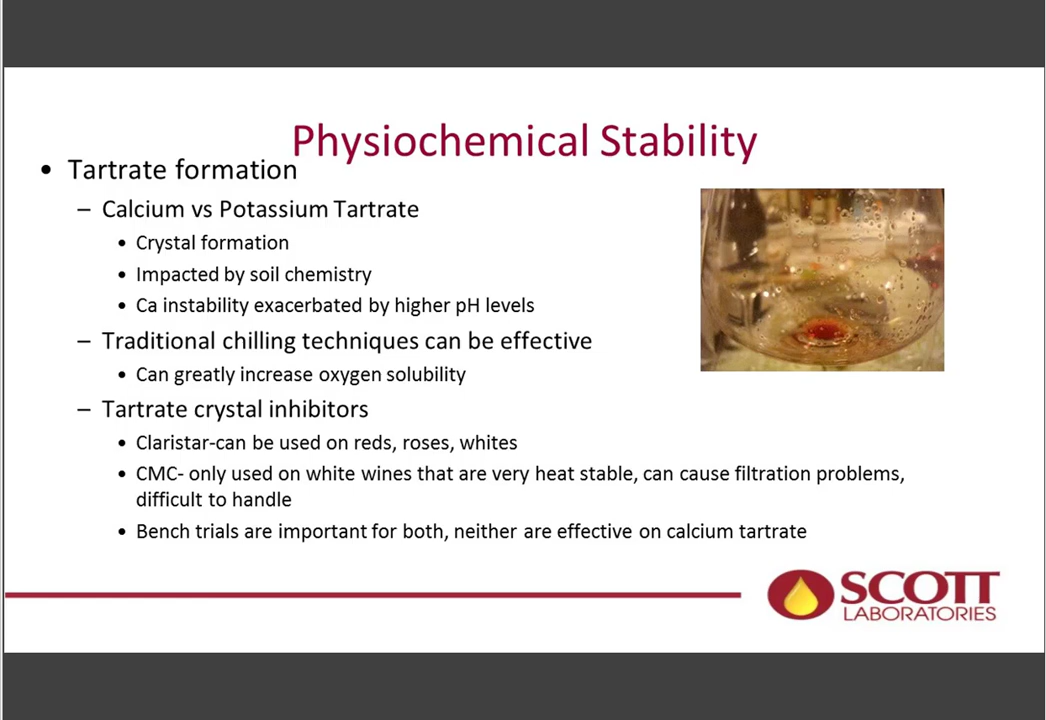 Physiochemical Stability
• Tartrate formation
– Calcium vs Potassium Tartrate
• Crystal formation
• Impacted by soil chemistry
• Ca instability exacerbated by higher pH levels
– Traditional chilling techniques can be effective
• Can greatly increase oxygen solubility
– Tartrate crystal inhibitors
• Claristar-can be used on reds, roses, whites
• CMC- only used on white wines that are very heat stable, can cause filtration problems,
difficult to handle
• Bench trials are important for both, neither are effective on calcium tartrate
SCOTT
LABORATORIES